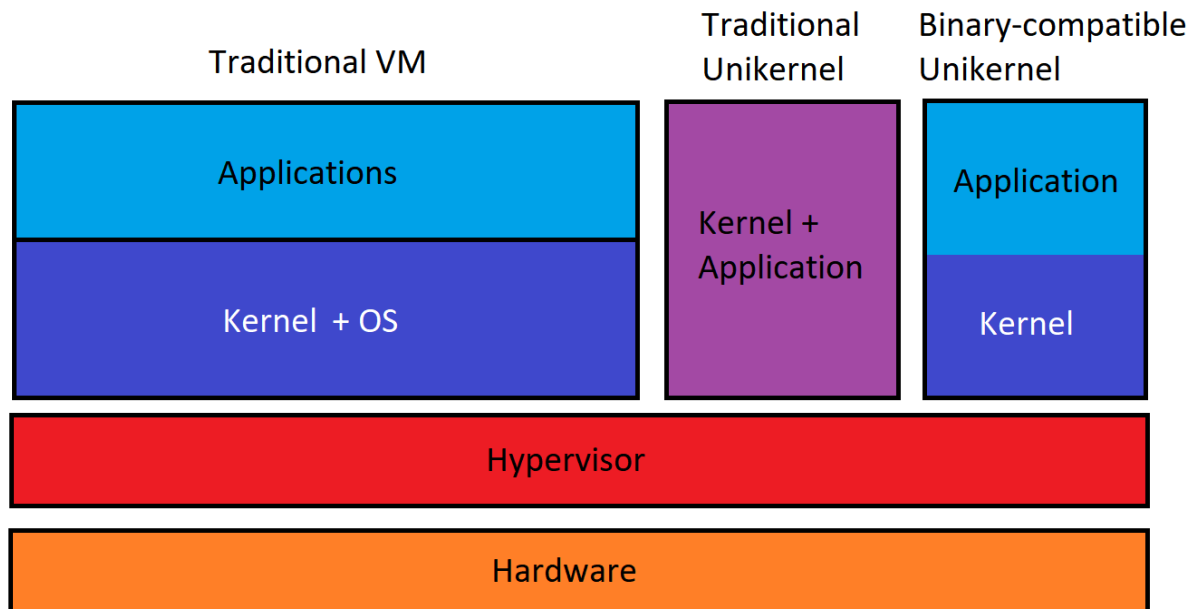 Traditional VM
Traditional
Unikernel
Binary-compatible
Unikernel
Applications
Kernel + OS
Kernel +
Application
Application
Kernel
Hypervisor
Hardware